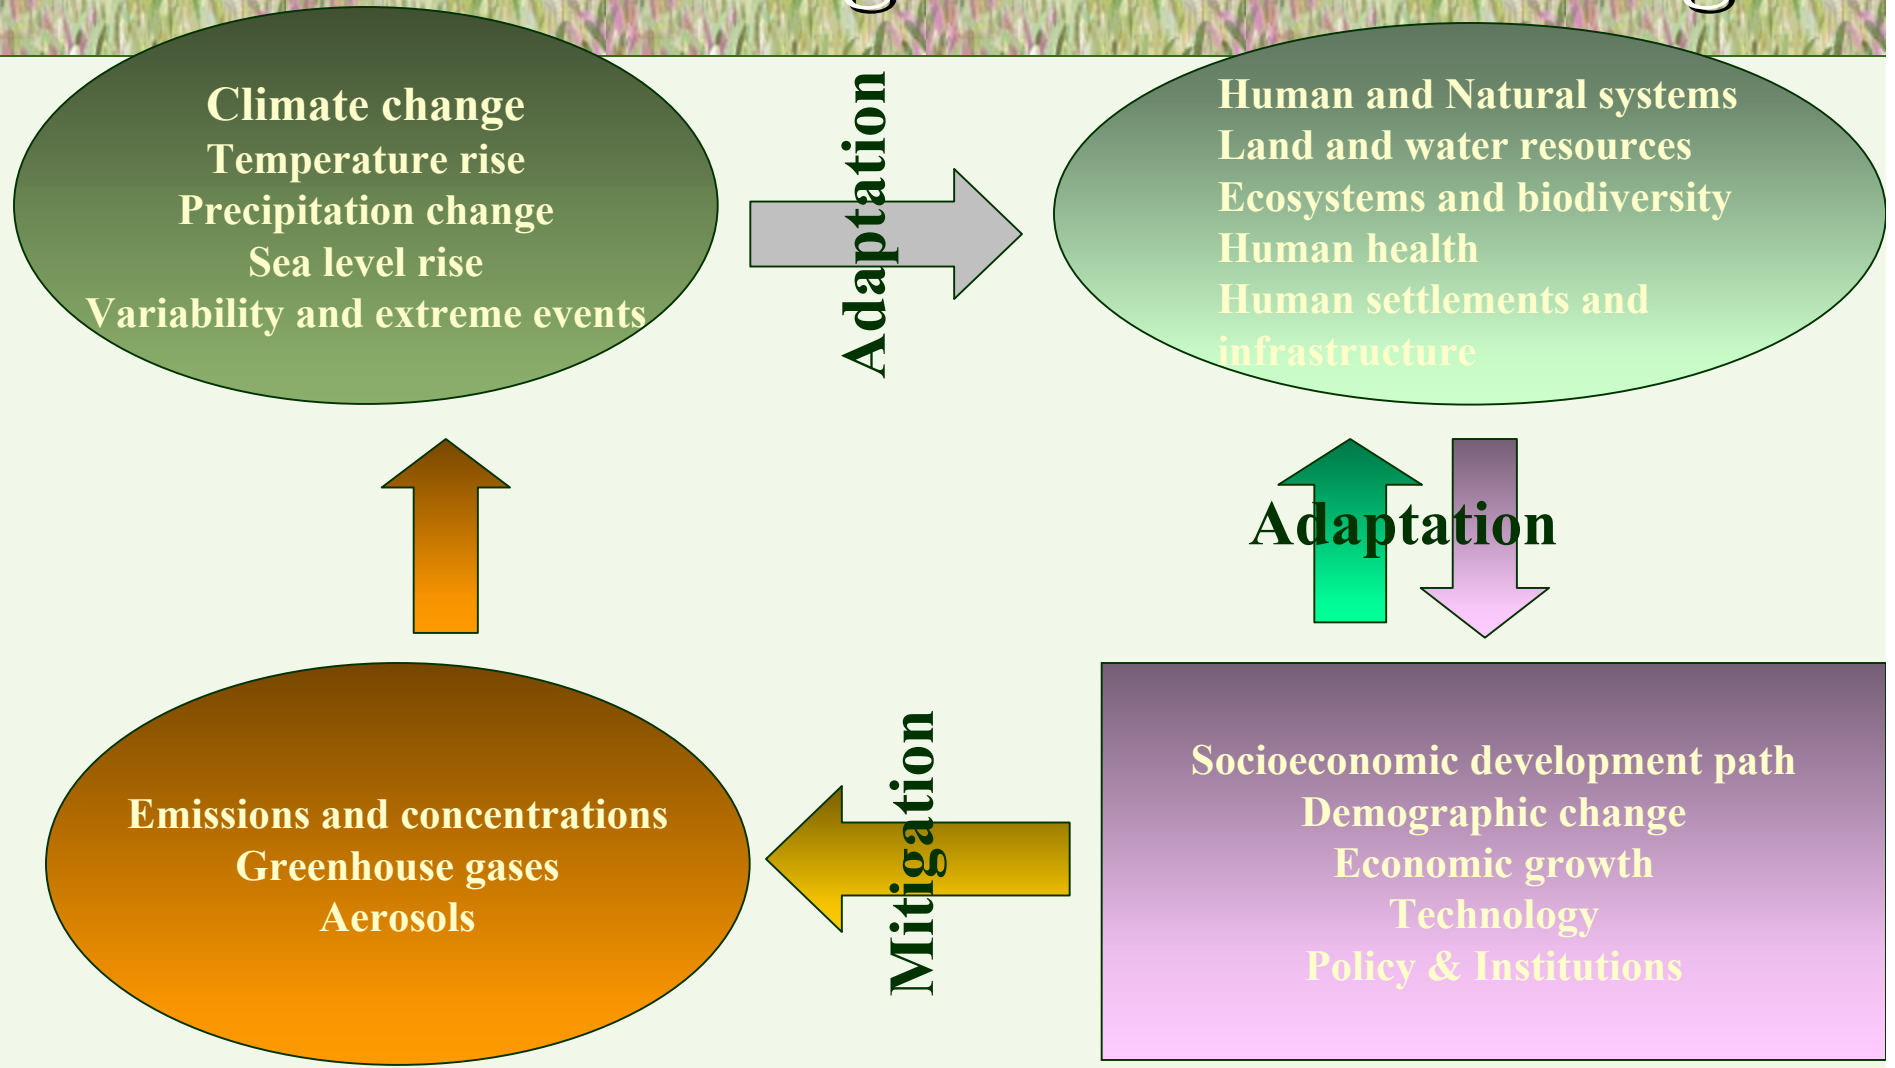 Climate change
Temperature rise
Precipitation change
Sea level rise
Variability and extreme events
Adaptation
Human and Natural systems
Land and water resources
Ecosystems and biodiversity
Human health
Human settlements and
infrastructure
Adaptation
Emissions and concentrations
Greenhouse gases
Aerosols
Mitigation
Socioeconomic development path
Demographic change
Economic growth
Technology
Policy & Institutions